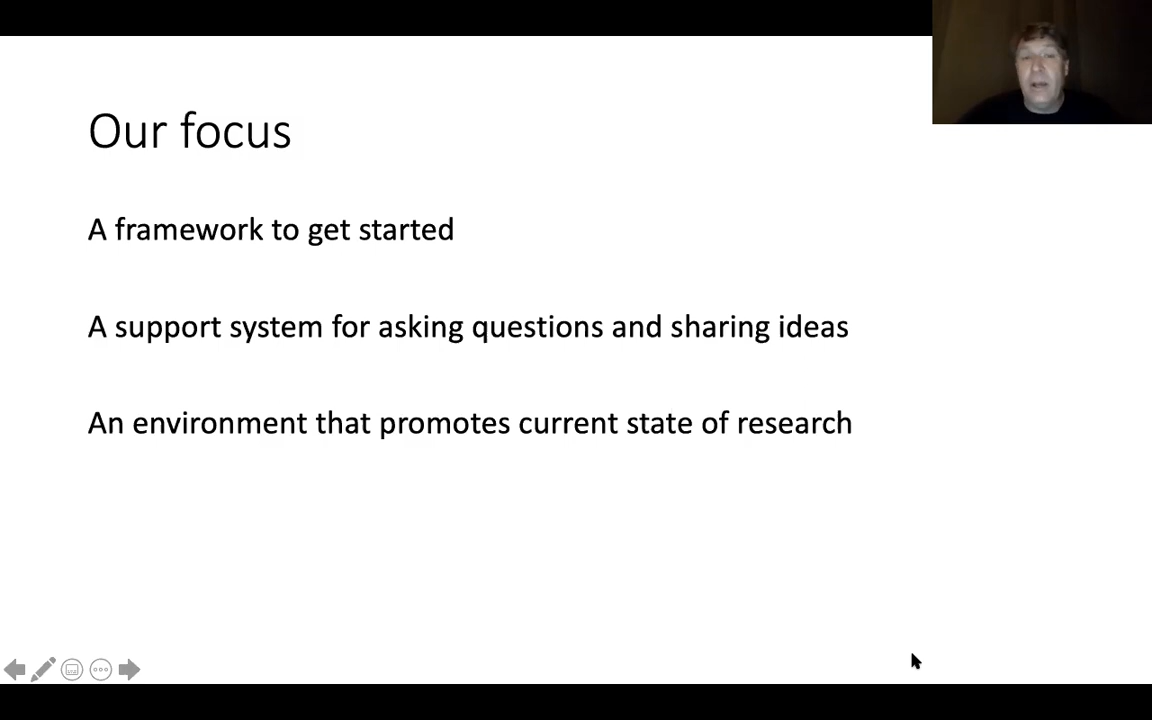 Our focus
A framework to get started
A support system for asking questions and sharing ideas
An environment that promotes current state of research